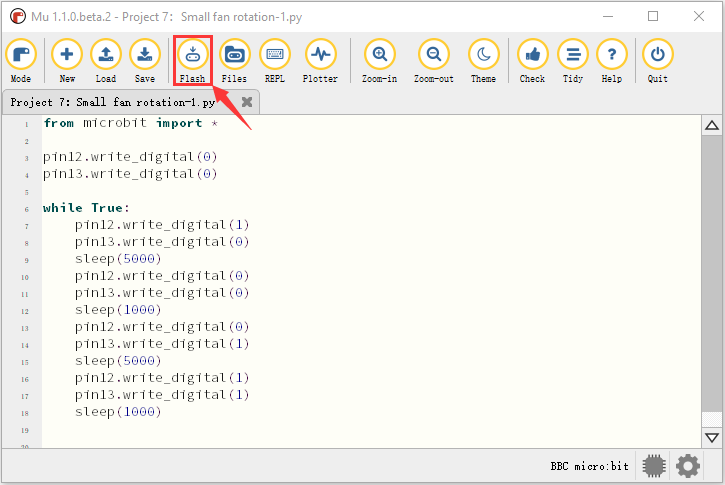 Mu 1.1.0.beta.2 - Project 7：Small fan rotation-1.py
Mode New Load Save Flash Files REPL Plotter Zoom-in Zoom-out Theme Check Tidy Help Quit
Project 7: Small fan rotation-1.py
1 from microbit import *
2
3 pin12.write_digital(0)
4 pin13.write_digital(0)
5
6 while True:
7 pin12.write_digital(1)
8 pin13.write_digital(0)
9 sleep(5000)
10 pin12.write_digital(0)
11 pin13.write_digital(0)
12 sleep(1000)
13 pin12.write_digital(0)
14 pin13.write_digital(1)
15 sleep(5000)
16 pin12.write_digital(1)
17 pin13.write_digital(1)
18 sleep(1000)
19
20
BBC micro:bit